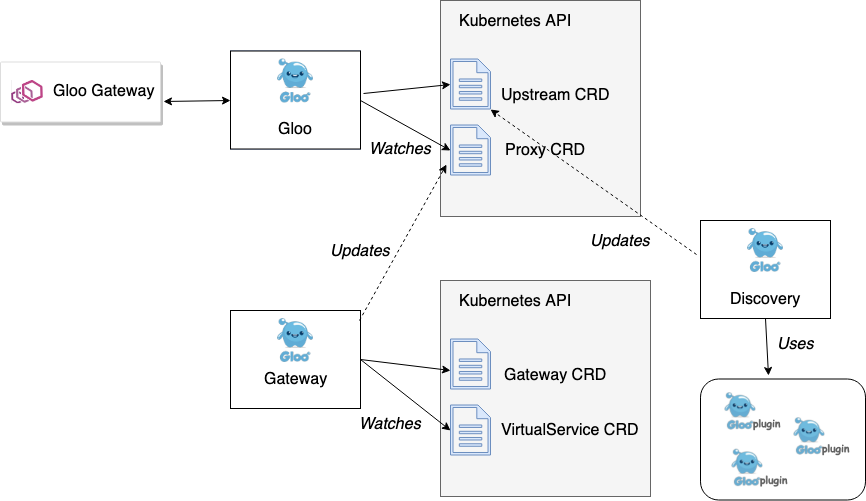 Kubernetes API
Gloo Gateway
Gloo
Gloo
Upstream CRD
Watches
Proxy CRD
Updates
Updates
Gloo
Discovery
Kubernetes API
Gloo
Gateway
Gateway CRD
Watches
VirtualService CRD
Uses
Gloo plugin
Gloo plugin
Gloo plugin